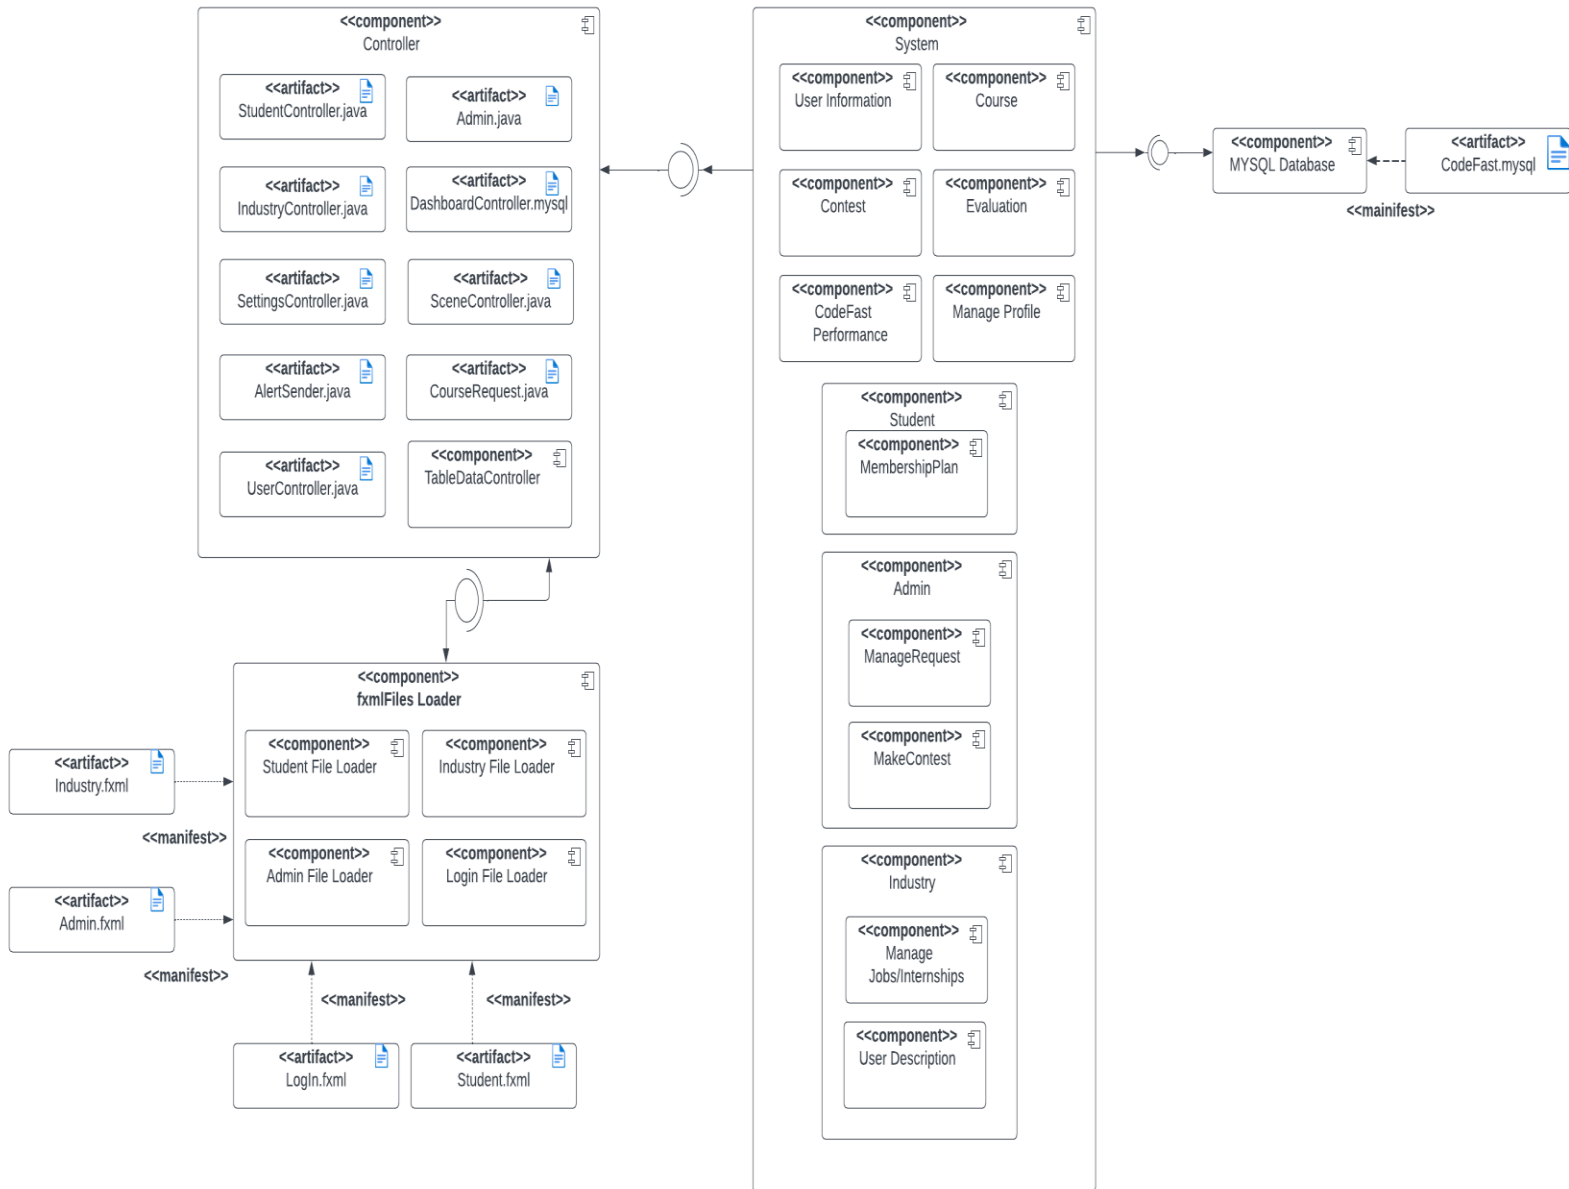 <<component>>
Controller
<<artifact>>
StudentController.java
<<artifact>>
Admin.java
<<artifact>>
IndustryController.java
<<artifact>>
DashboardController.mysql
<<artifact>>
SettingsController.java
<<artifact>>
SceneController.java
<<artifact>>
AlertSender.java
<<artifact>>
CourseRequest.java
<<artifact>>
UserController.java
<<component>>
TableDataController
<<component>>
System
<<component>>
User Information
<<component>>
Course
<<component>>
Contest
<<component>>
Evaluation
<<component>>
CodeFast
Performance
<<component>>
Manage Profile
<<component>>
Student
<<component>>
MembershipPlan
<<component>>
Admin
<<component>>
ManageRequest
<<component>>
MakeContest
<<component>>
Industry
<<component>>
Manage
Jobs/Internships
<<component>>
User Description
<<component>>
MYSQL Database
<<artifact>>
CodeFast.mysql
<<mainifest>>
<<component>>
fxmlFiles Loader
<<component>>
Student File Loader
<<component>>
Industry File Loader
<<component>>
Admin File Loader
<<component>>
Login File Loader
<<artifact>>
Industry.fxml
<<manifest>>
<<artifact>>
Admin.fxml
<<manifest>>
<<manifest>>
<<manifest>>
<<artifact>>
LogIn.fxml
<<artifact>>
Student.fxml